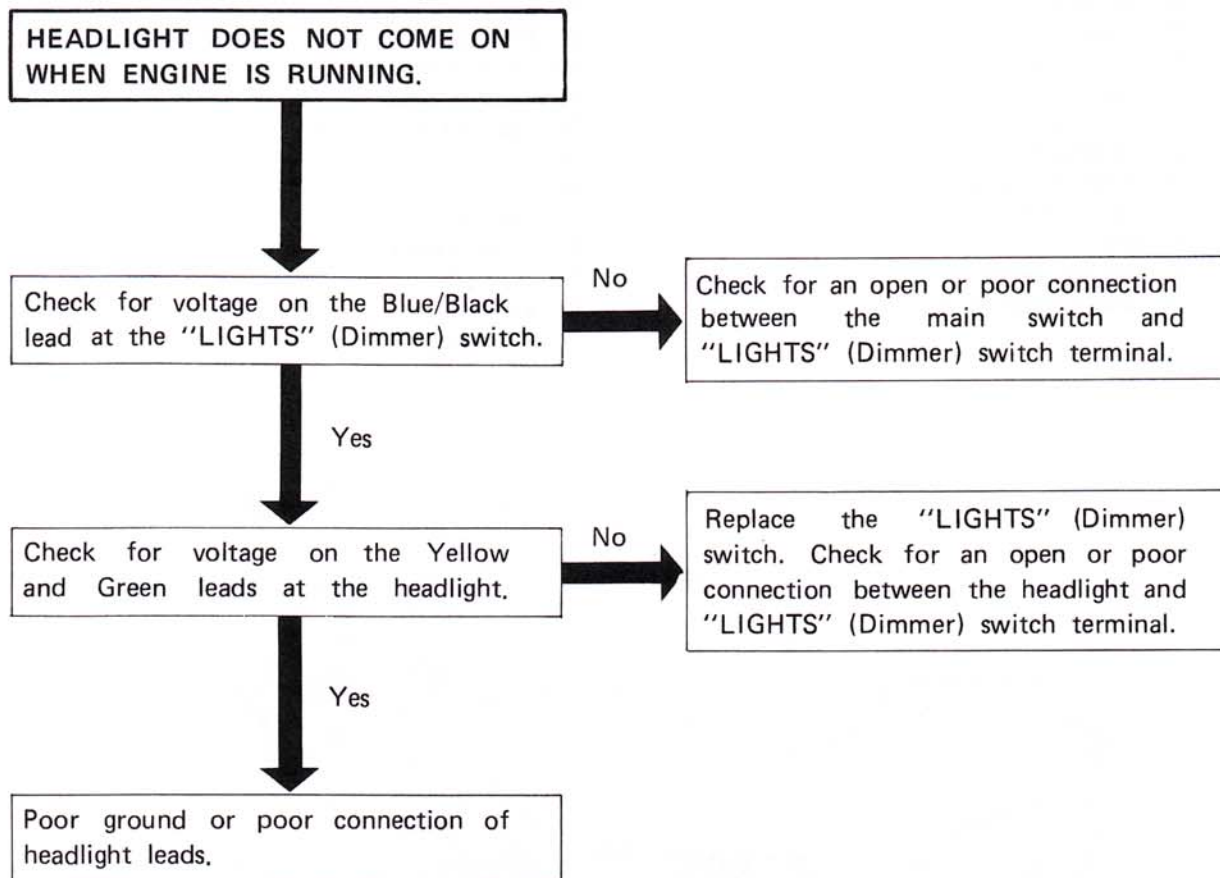 HEADLIGHT DOES NOT COME ON
WHEN ENGINE IS RUNNING.
Check for voltage on the Blue/Black
lead at the "LIGHTS" (Dimmer) switch.
No
Check for an open or poor connection
between the main switch and
"LIGHTS" (Dimmer) switch terminal.
Yes
Check for voltage on the Yellow
and Green leads at the headlight.
No
Replace the "LIGHTS" (Dimmer)
switch. Check for an open or poor
connection between the headlight and
"LIGHTS" (Dimmer) switch terminal.
Yes
Poor ground or poor connection of
headlight leads.